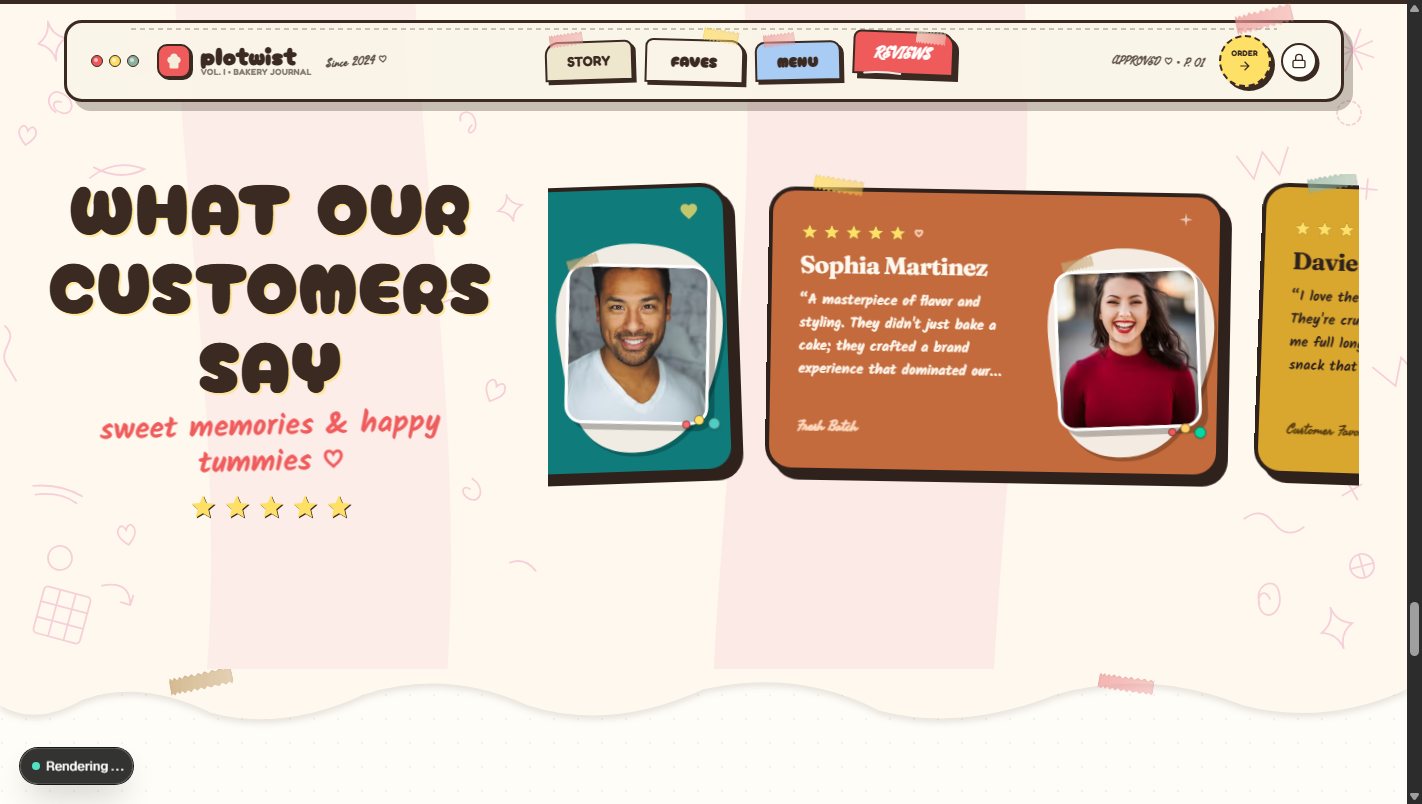 plotwist
VOL. I • BAKERY JOURNAL
Since 2024 ♡
STORY
FAVES
MENU
REVIEWS
APPROVED ♡ • P. 01
ORDER
→
WHAT OUR
CUSTOMERS
SAY
sweet memories & happy
tummies ♡
Sophia Martinez
“A masterpiece of flavor and
styling. They didn't just bake a
cake; they crafted a brand
experience that dominated our...
Fresh Batch
Davie
“I love the
They're cru
me full long
snack that
Customer Favo
Rendering ...